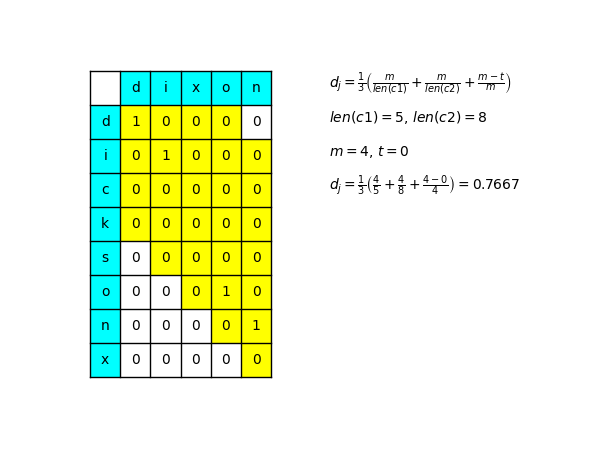 d i x o n
d 1 0 0 0 0
i 0 1 0 0 0
c 0 0 0 0 0
k 0 0 0 0 0
s 0 0 0 0 0
o 0 0 0 1 0
n 0 0 0 0 1
x 0 0 0 0 0
d_j = \frac{1}{3}\left(\frac{m}{len(c1)} + \frac{m}{len(c2)} + \frac{m-t}{m}\right)
len(c1) = 5, len(c2) = 8
m = 4, t = 0
d_j = \frac{1}{3}\left(\frac{4}{5} + \frac{4}{8} + \frac{4-0}{4}\right) = 0.7667